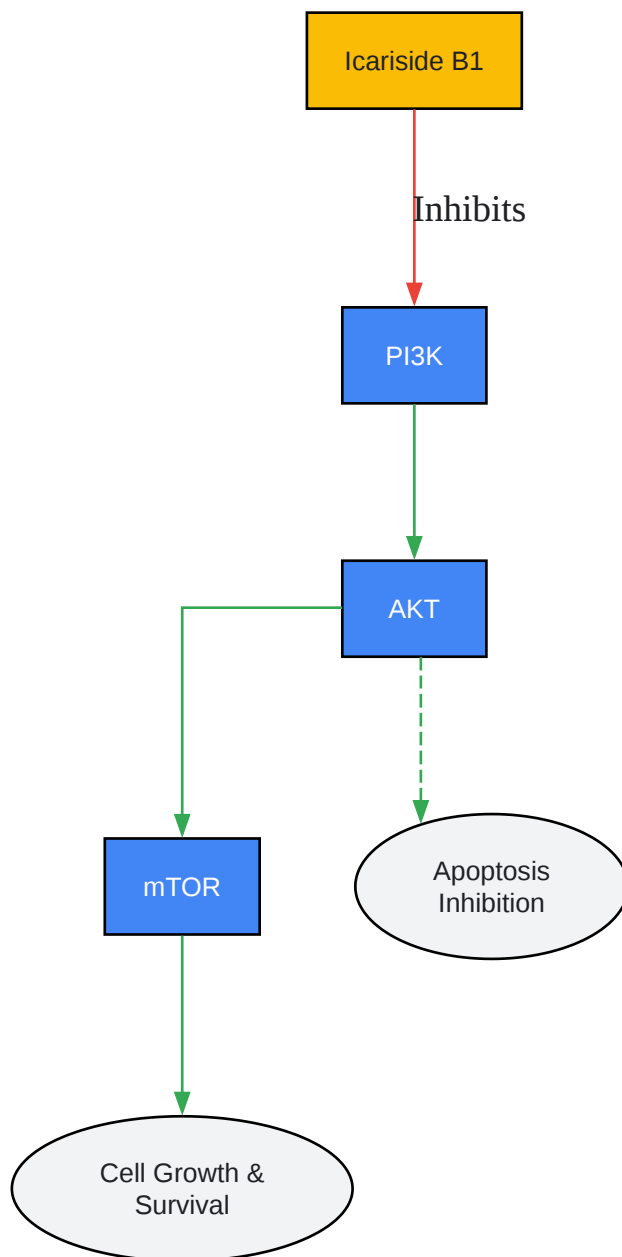 Icariside B1
Inhibits
PI3K
AKT
mTOR
Apoptosis
Inhibition
Cell Growth &
Survival